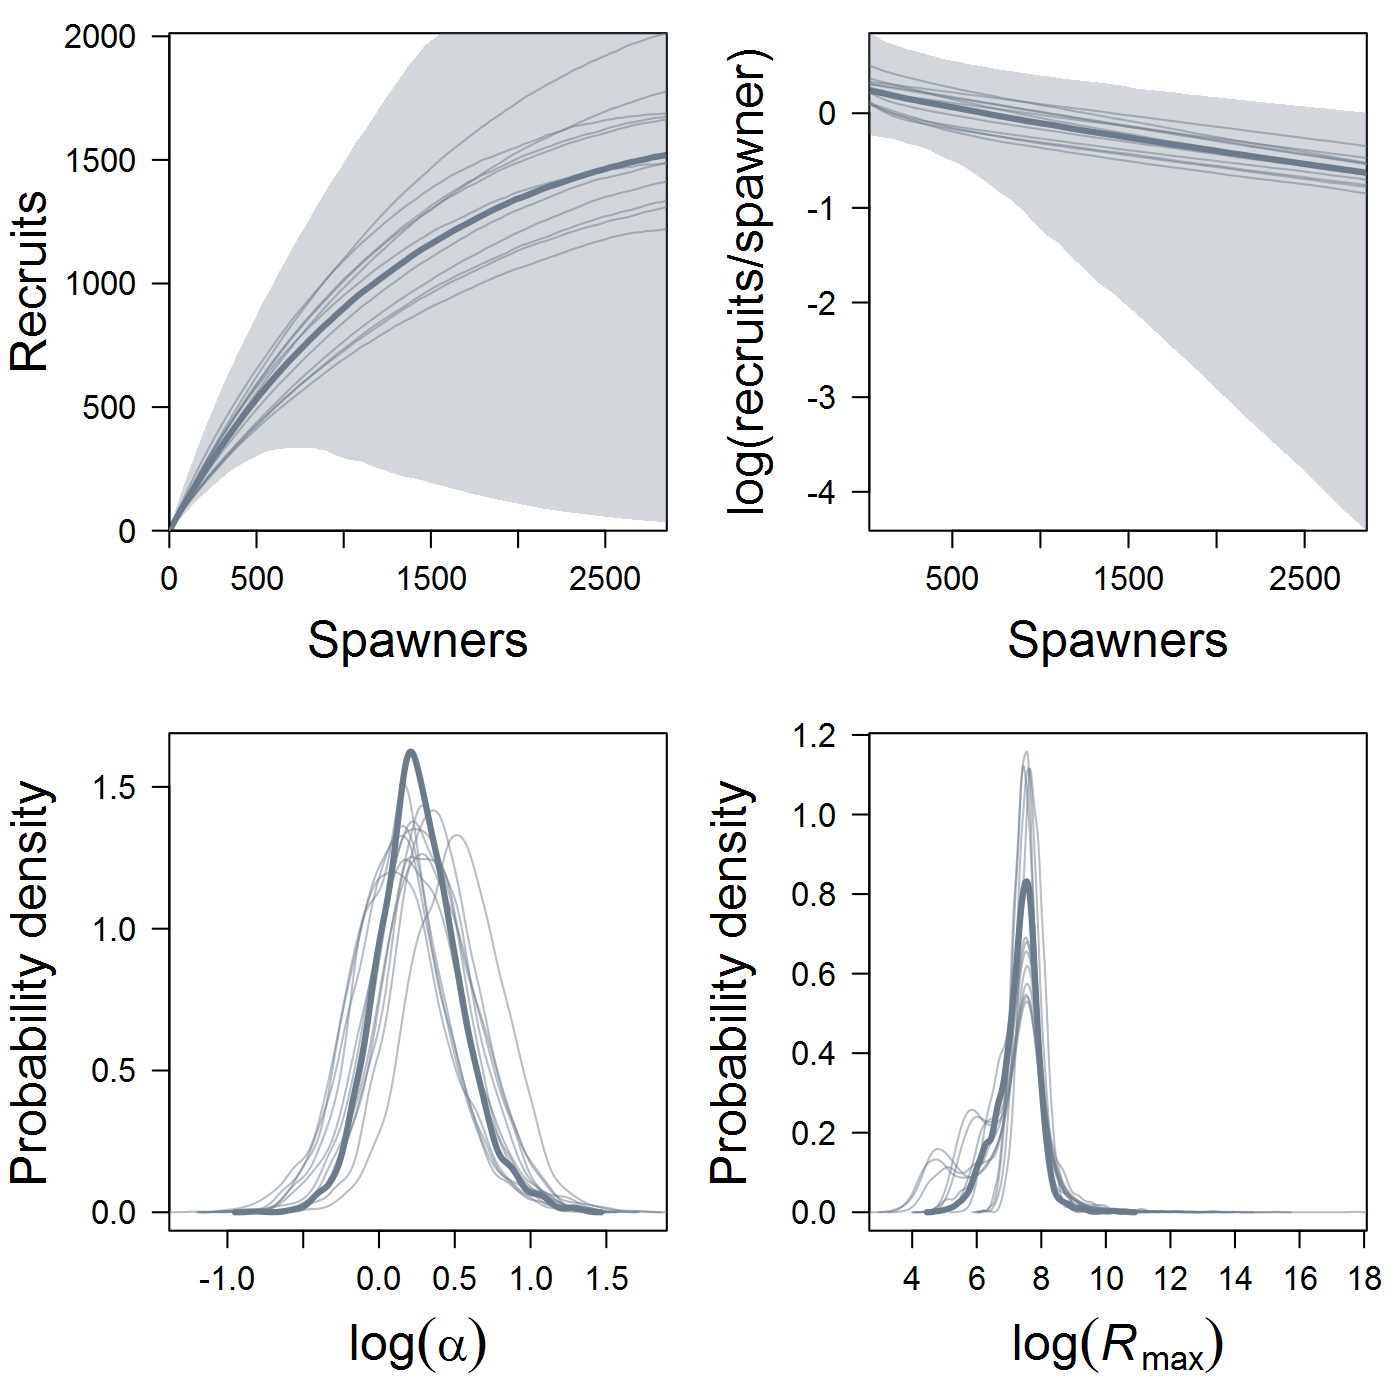 2000
1500
1000
500
0
Recruits
0 500 1500 2500
Spawners
0
-1
-2
-3
-4
log(recruits/spawner)
500 1500 2500
Spawners
1.5
1.0
0.5
0.0
Probability density
-1.0 0.0 0.5 1.0 1.5
log(α)
1.2
1.0
0.8
0.6
0.4
0.2
0.0
Probability density
4 6 8 10 12 14 16 18
log(Rmax)